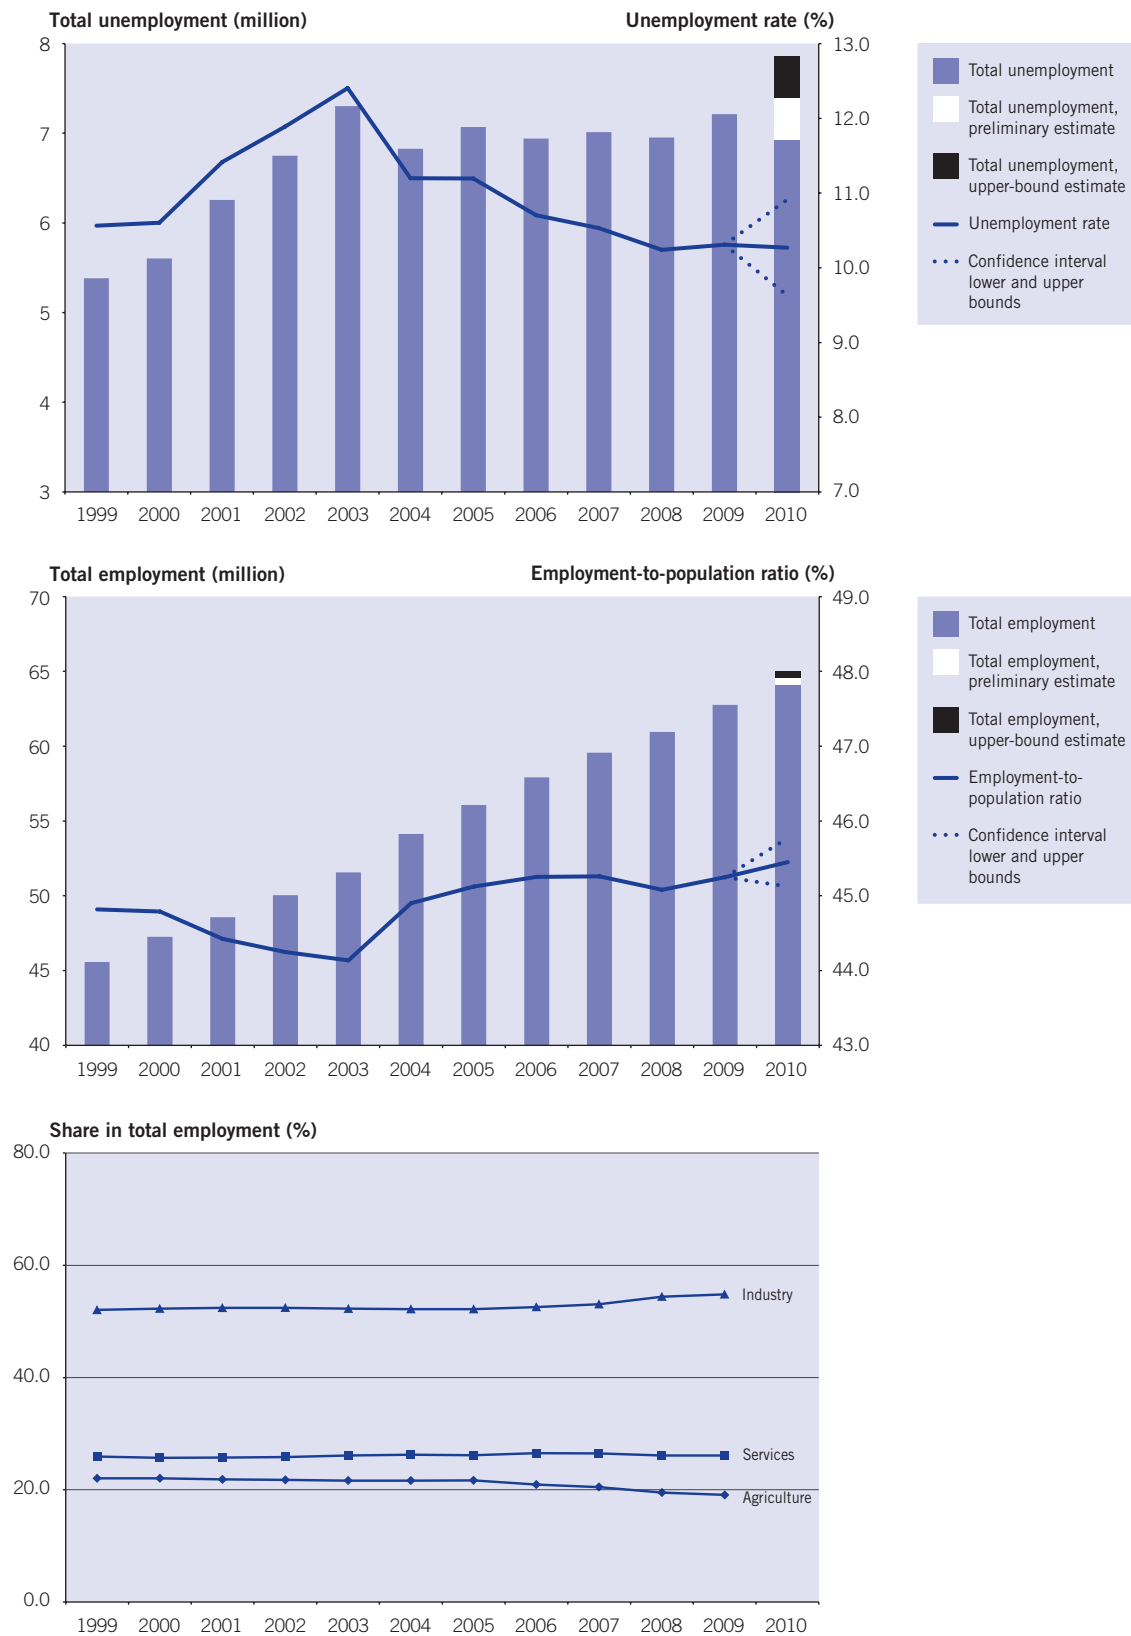 Total unemployment (million)
Unemployment rate (%)
8
7
6
5
4
3
13.0
12.0
11.0
10.0
9.0
8.0
7.0
1999 2000 2001 2002 2003 2004 2005 2006 2007 2008 2009 2010
Total unemployment
Total unemployment,
preliminary estimate
Total unemployment,
upper-bound estimate
Unemployment rate
Confidence interval
lower and upper
bounds
Total employment (million)
Employment-to-population ratio (%)
70
65
60
55
50
45
40
49.0
48.0
47.0
46.0
45.0
44.0
43.0
1999 2000 2001 2002 2003 2004 2005 2006 2007 2008 2009 2010
Total employment
Total employment,
preliminary estimate
Total employment,
upper-bound estimate
Employment-to-
population ratio
Confidence interval
lower and upper
bounds
Share in total employment (%)
80.0
60.0
40.0
20.0
0.0
Industry
Services
Agriculture
1999 2000 2001 2002 2003 2004 2005 2006 2007 2008 2009 2010